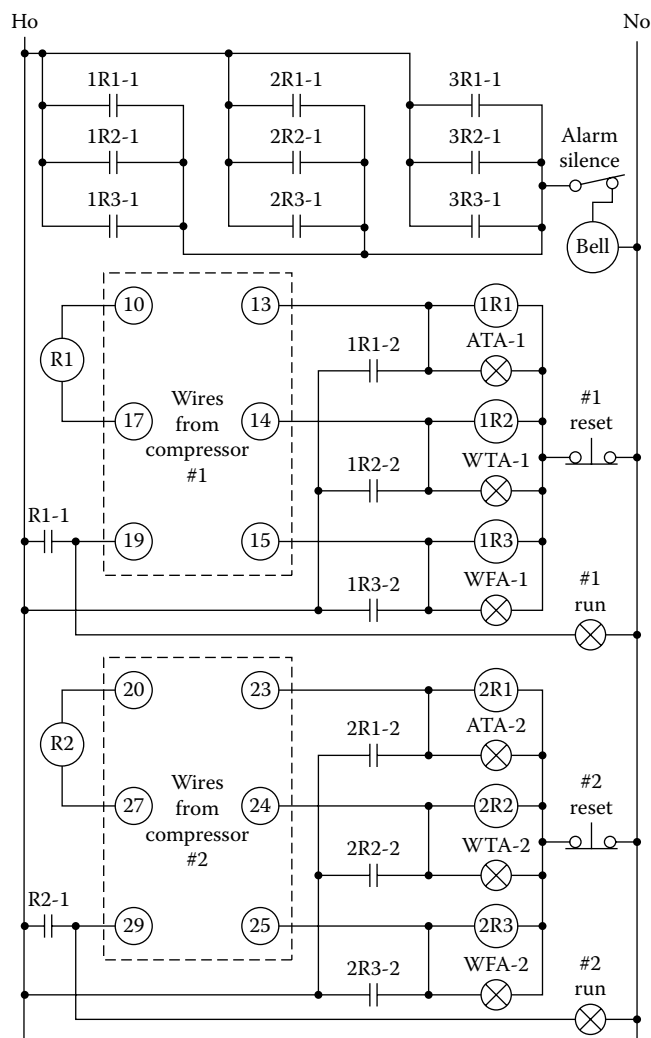 Ho No
1R1-1 2R1-1 3R1-1
1R2-1 2R2-1 3R2-1
Alarm
silence
1R3-1 2R3-1 3R3-1
Bell
10 13 1R1
ATA-1
R1 1R1-2
Wires
from
compressor
#1
17 14 1R2
#1
reset
1R2-2 WTA-1
R1-1 19 15 1R3
WFA-1
1R3-2
#1
run
20 23 2R1
ATA-2
R2 2R1-2
Wires
from
compressor
#2
27 24 2R2
#2
reset
2R2-2 WTA-2
R2-1 29 25 2R3
WFA-2
2R3-2
#2
run